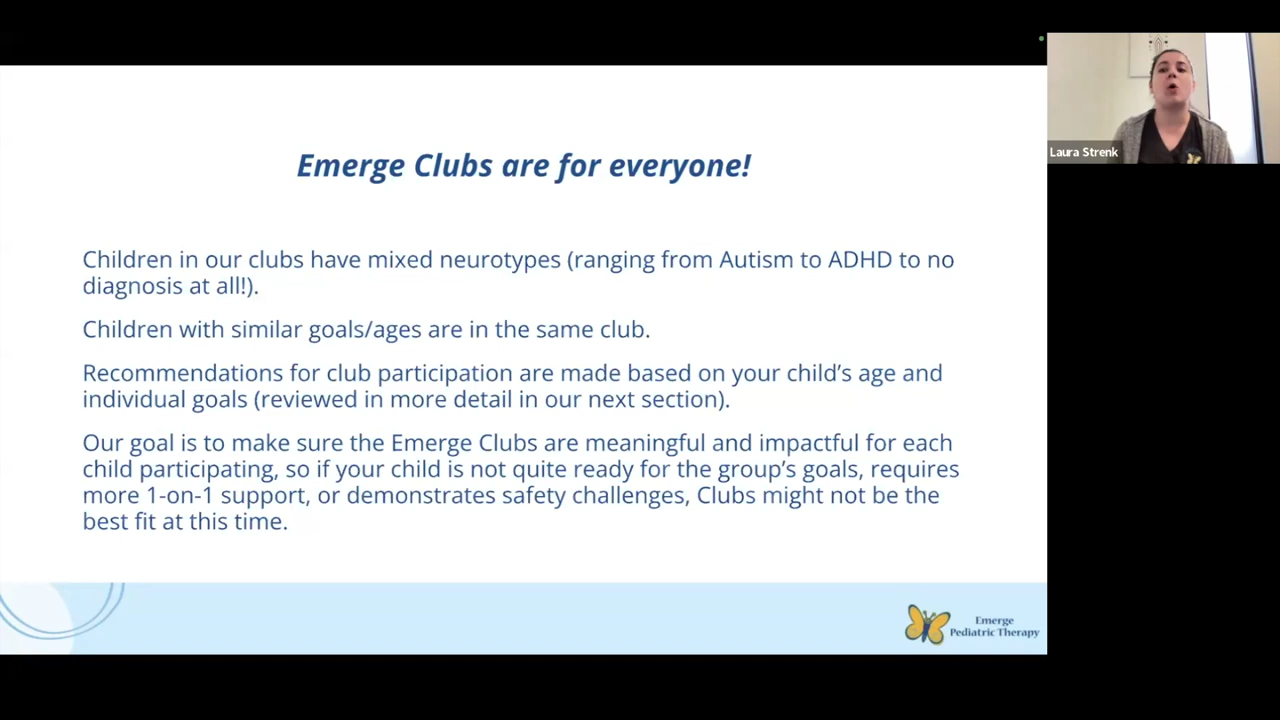 Emerge Clubs are for everyone!
Children in our clubs have mixed neurotypes (ranging from Autism to ADHD to no
diagnosis at all!).
Children with similar goals/ages are in the same club.
Recommendations for club participation are made based on your child's age and
individual goals (reviewed in more detail in our next section).
Our goal is to make sure the Emerge Clubs are meaningful and impactful for each
child participating, so if your child is not quite ready for the group's goals, requires
more 1-on-1 support, or demonstrates safety challenges, Clubs might not be the
best fit at this time.
Emerge
Pediatric Therapy
Laura Strenk